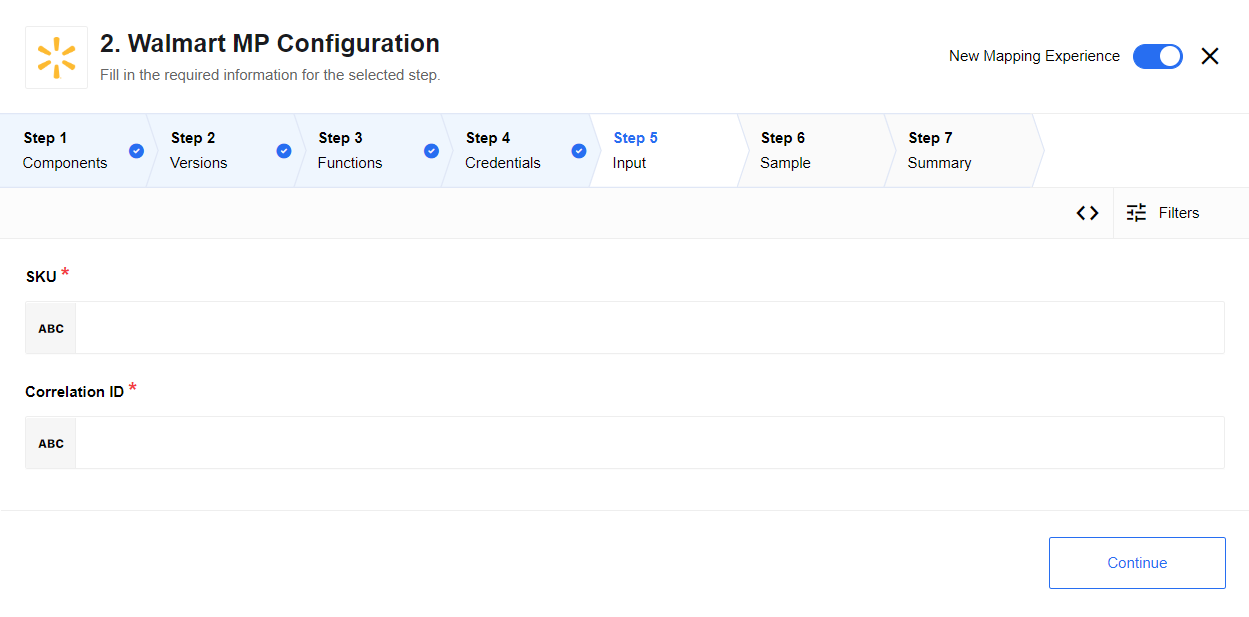 2. Walmart MP Configuration
Fill in the required information for the selected step.
New Mapping Experience
Step 1
Components
Step 2
Versions
Step 3
Functions
Step 4
Credentials
Step 5
Input
Step 6
Sample
Step 7
Summary
Filters
SKU *
ABC
Correlation ID *
ABC
Continue